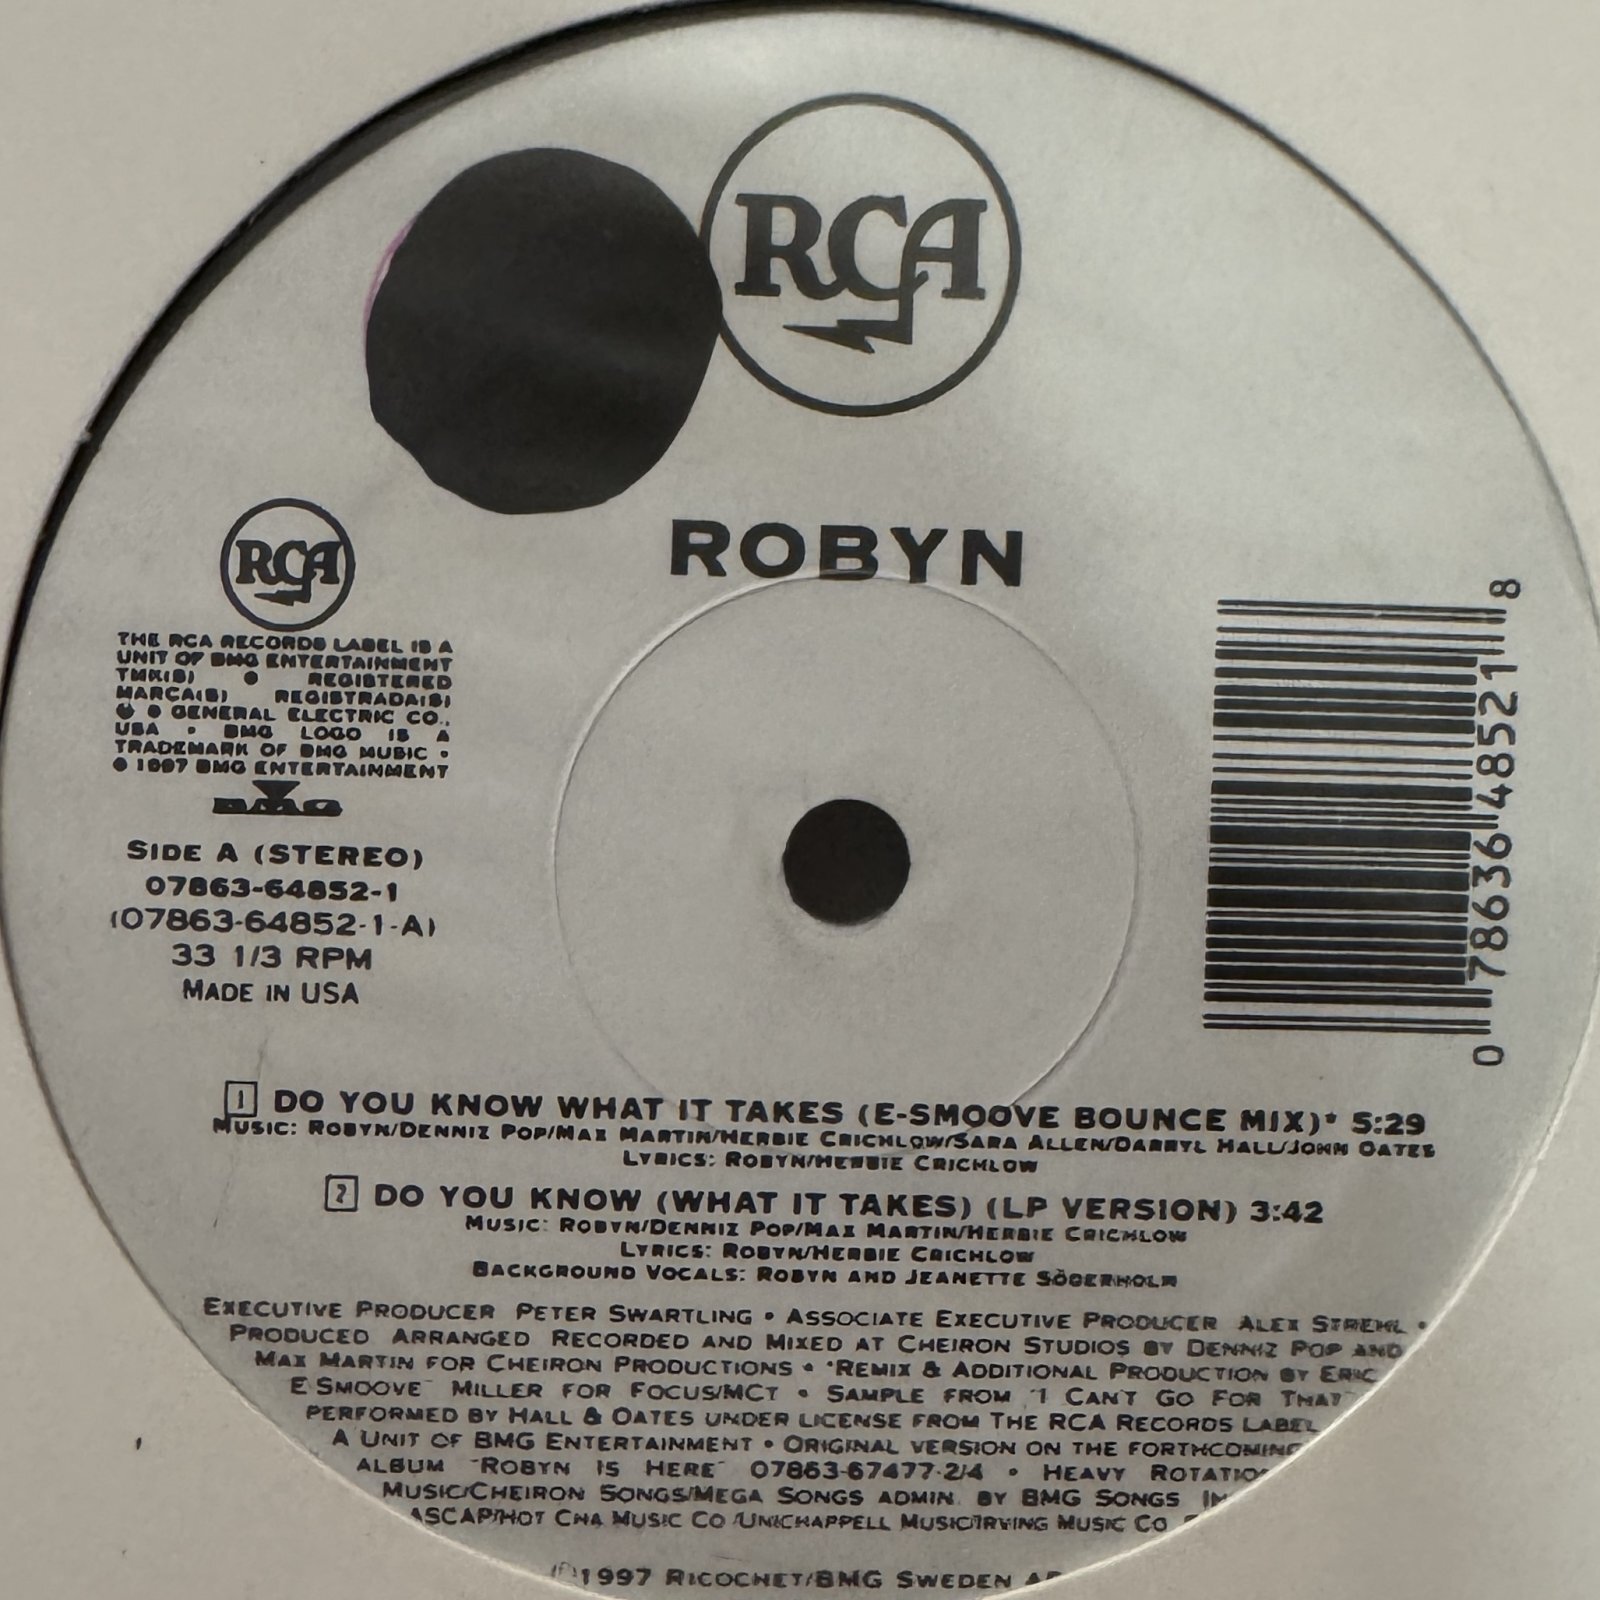 RCA
ROBYN
RCA
THE RCA RECORDS LABEL IS A
UNIT OF BMG ENTERTAINMENT
TMK(S) ® REGISTERED
MARCA(S) REGISTRADA(S)
GENERAL ELECTRIC CO.,
USA • BMG LOGO IS A
TRADEMARK OF BMG MUSIC •
1997 BMG ENTERTAINMENT
BMG
SIDE A (STEREO)
07863-64852-1
(07863-64852-1-A)
33 1/3 RPM
MADE IN USA
0 78636 48521 8
1 DO YOU KNOW WHAT IT TAKES (E-SMOOVE BOUNCE MIX)* 5:29
MUSIC: ROBYN/DENNIZ POP/MAX MARTIN/HERBIE CRICHLOW/SARA ALLEN/DARRYL HALL/JOHN OATES
LYRICS: ROBYN/HERBIE CRICHLOW
2 DO YOU KNOW (WHAT IT TAKES) (LP VERSION) 3:42
MUSIC: ROBYN/DENNIZ POP/MAX MARTIN/HERBIE CRICHLOW
LYRICS: ROBYN/HERBIE CRICHLOW
BACKGROUND VOCALS: ROBYN AND JEANETTE SÖDERHOLM
EXECUTIVE PRODUCER PETER SWARTLING • ASSOCIATE EXECUTIVE PRODUCER ALEX STREHL •
PRODUCED ARRANGED RECORDED AND MIXED AT CHEIRON STUDIOS BY DENNIZ POP AND
MAX MARTIN FOR CHEIRON PRODUCTIONS • *REMIX & ADDITIONAL PRODUCTION BY ERIC
E SMOOVE" MILLER FOR FOCUS/MCT • SAMPLE FROM "I CAN'T GO FOR THAT"
PERFORMED BY HALL & OATES UNDER LICENSE FROM THE RCA RECORDS LABEL
A UNIT OF BMG ENTERTAINMENT • ORIGINAL VERSION ON THE FORTHCOMING
ALBUM "ROBYN IS HERE" 07863-67477-2/4 • HEAVY
MUSIC/CHEIRON SONGS/MEGA SONGS ADMIN. BY BMG SONGS
ASCAP/HOT CHA MUSIC CO./UNICHAPPELL MUSIC/IRVING MUSIC CO
℗1997 RICOCHET/BMG SWEDEN